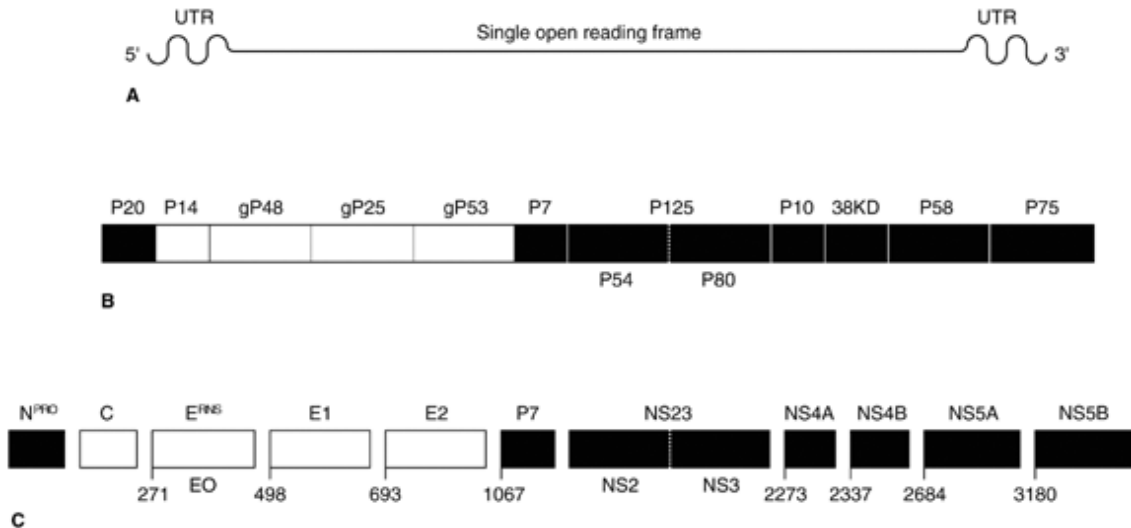 UTR UTR
Single open reading frame
5' 3'
A
P20 P14 gP48 gP25 gP53 P7 P125 P10 38KD P58 P75
P54 P80
B
N^PRO C E^RNS E1 E2 P7 NS23 NS4A NS4B NS5A NS5B
EO NS2 NS3
271 498 693 1067 2273 2337 2684 3180
C